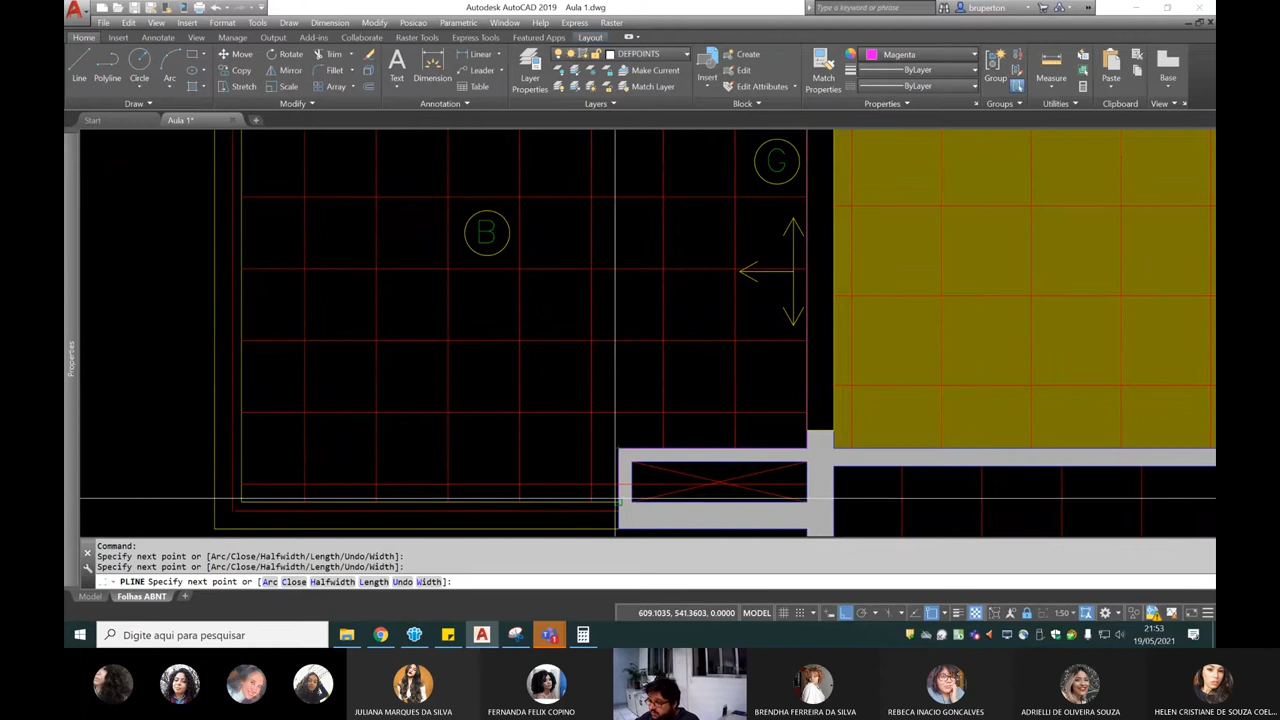 Autodesk AutoCAD 2019 Aula 1.dwg
Type a keyword or phrase
bruperton
File Edit View Insert Format Tools Draw Dimension Modify Posicao Parametric Window Help Express Raster
Home Insert Annotate View Manage Output Add-ins Collaborate Raster Tools Express Tools Featured Apps Layout
Line Polyline Circle Arc
Move Rotate Trim
Copy Mirror Fillet
Stretch Scale Array
Text Dimension
Linear
Leader
Table
Layer Properties
DEFPOINTS
Make Current
Match Layer
Insert
Create
Edit
Edit Attributes
Match Properties
Magenta
ByLayer
ByLayer
Group
Measure
Paste
Base
Draw Modify Annotation Layers Block Properties Groups Utilities Clipboard View
Start Aula 1*
Properties
G
B
Command:
Specify next point or [Arc/Close/Halfwidth/Length/Undo/Width]:
Specify next point or [Arc/Close/Halfwidth/Length/Undo/Width]:
PLINE Specify next point or [Arc Close Halfwidth Length Undo Width]:
Model Folhas ABNT
609.1035, 541.3603, 0.0000 MODEL
1:50
Digite aqui para pesquisar
21:53
19/05/2021
JULIANA MARQUES DA SILVA
FERNANDA FELIX COPINO
BRENDHA FERREIRA DA SILVA
REBECA INACIO GONCALVES
ADRIELLI DE OLIVEIRA SOUZA
HELEN CRISTIANE DE SOUZA COEL...